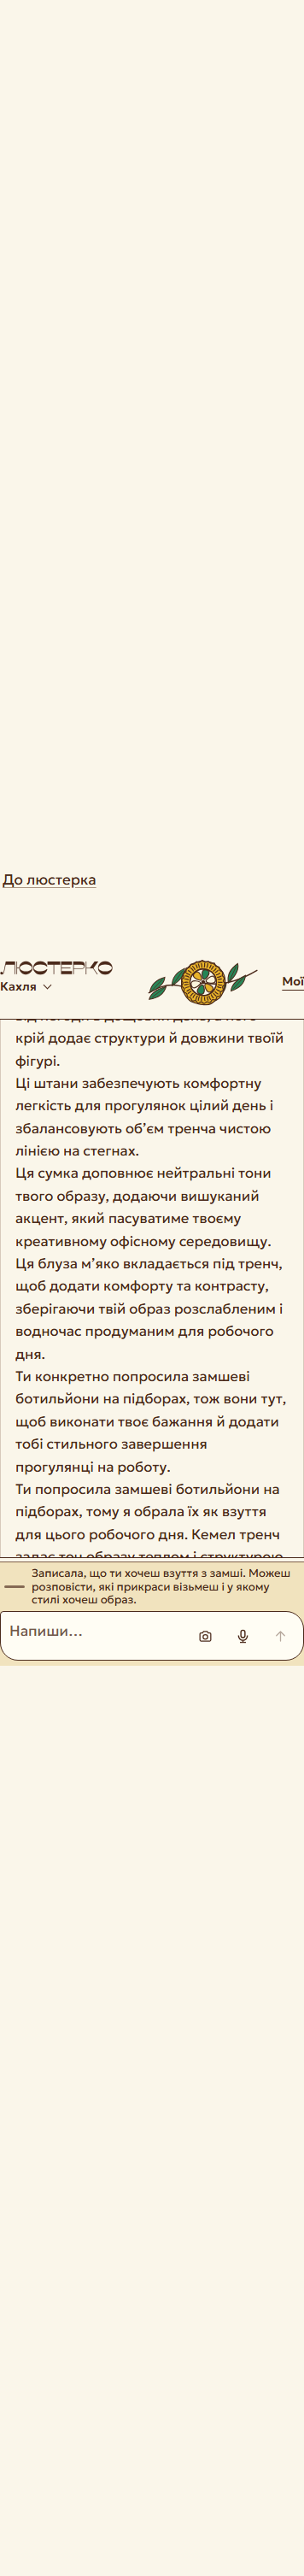 До люстерка
ЛЮСТЕРКО
Кахля
Мої
крій додає структури й довжини твоїй
фігурі.
Ці штани забезпечують комфортну
легкість для прогулянок цілий день і
збалансовують об’єм тренча чистою
лінією на стегнах.
Ця сумка доповнює нейтральні тони
твого образу, додаючи вишуканий
акцент, який пасуватиме твоєму
креативному офісному середовищу.
Ця блуза м’яко вкладається під тренч,
щоб додати комфорту та контрасту,
зберігаючи твій образ розслабленим і
водночас продуманим для робочого
дня.
Ти конкретно попросила замшеві
ботильйони на підборах, тож вони тут,
щоб виконати твоє бажання й додати
тобі стильного завершення
прогулянці на роботу.
Ти попросила замшеві ботильйони на
підборах, тому я обрала їх як взуття
для цього робочого дня. Кемел тренч
задає тон образу теплом і структурою
Записала, що ти хочеш взуття з замші. Можеш
розповісти, які прикраси візьмеш і у якому
стилі хочеш образ.
Напиши...